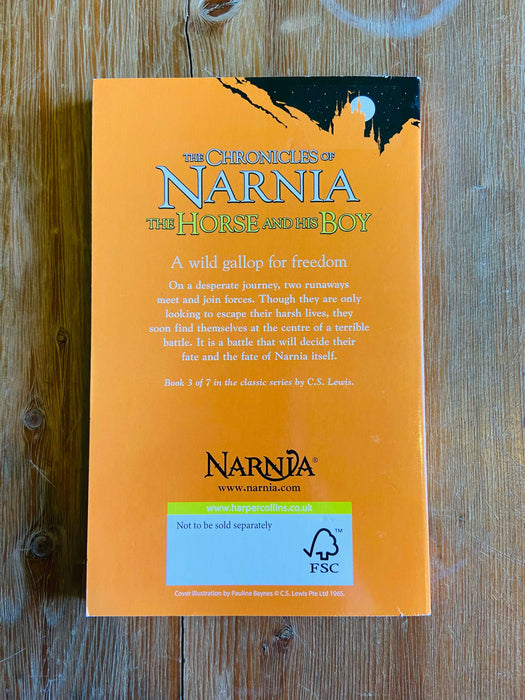 THE CHRONICLES OF
NARNIA
THE HORSE AND HIS BOY
A wild gallop for freedom
On a desperate journey, two runaways
meet and join forces. Though they are only
looking to escape their harsh lives, they
soon find themselves at the centre of a terrible
battle. It is a battle that will decide their
fate and the fate of Narnia itself.
Book 3 of 7 in the classic series by C.S. Lewis.
NARNIA®
www.narnia.com
www.harpercollins.co.uk
Not to be sold separately
™
FSC
Cover illustration by Pauline Baynes © C.S. Lewis Pte Ltd 1965.